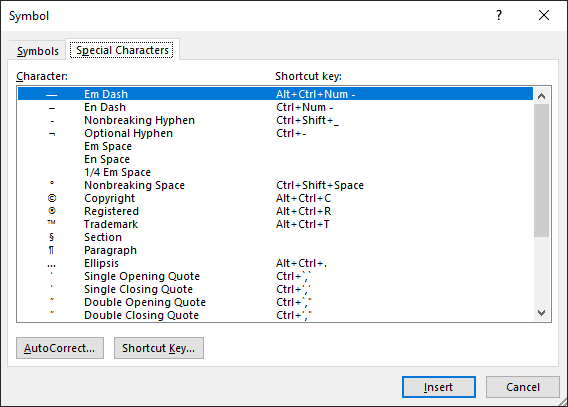 Symbol ?
Symbols Special Characters
Character: Shortcut key:
— Em Dash Alt+Ctrl+Num -
– En Dash Ctrl+Num -
- Nonbreaking Hyphen Ctrl+Shift+_
¬ Optional Hyphen Ctrl+-
Em Space
En Space
1/4 Em Space
° Nonbreaking Space Ctrl+Shift+Space
© Copyright Alt+Ctrl+C
® Registered Alt+Ctrl+R
™ Trademark Alt+Ctrl+T
§ Section
¶ Paragraph
… Ellipsis Alt+Ctrl+.
‘ Single Opening Quote Ctrl+`,`
’ Single Closing Quote Ctrl+','
“ Double Opening Quote Ctrl+`,"
” Double Closing Quote Ctrl+',"
AutoCorrect... Shortcut Key...
Insert Cancel